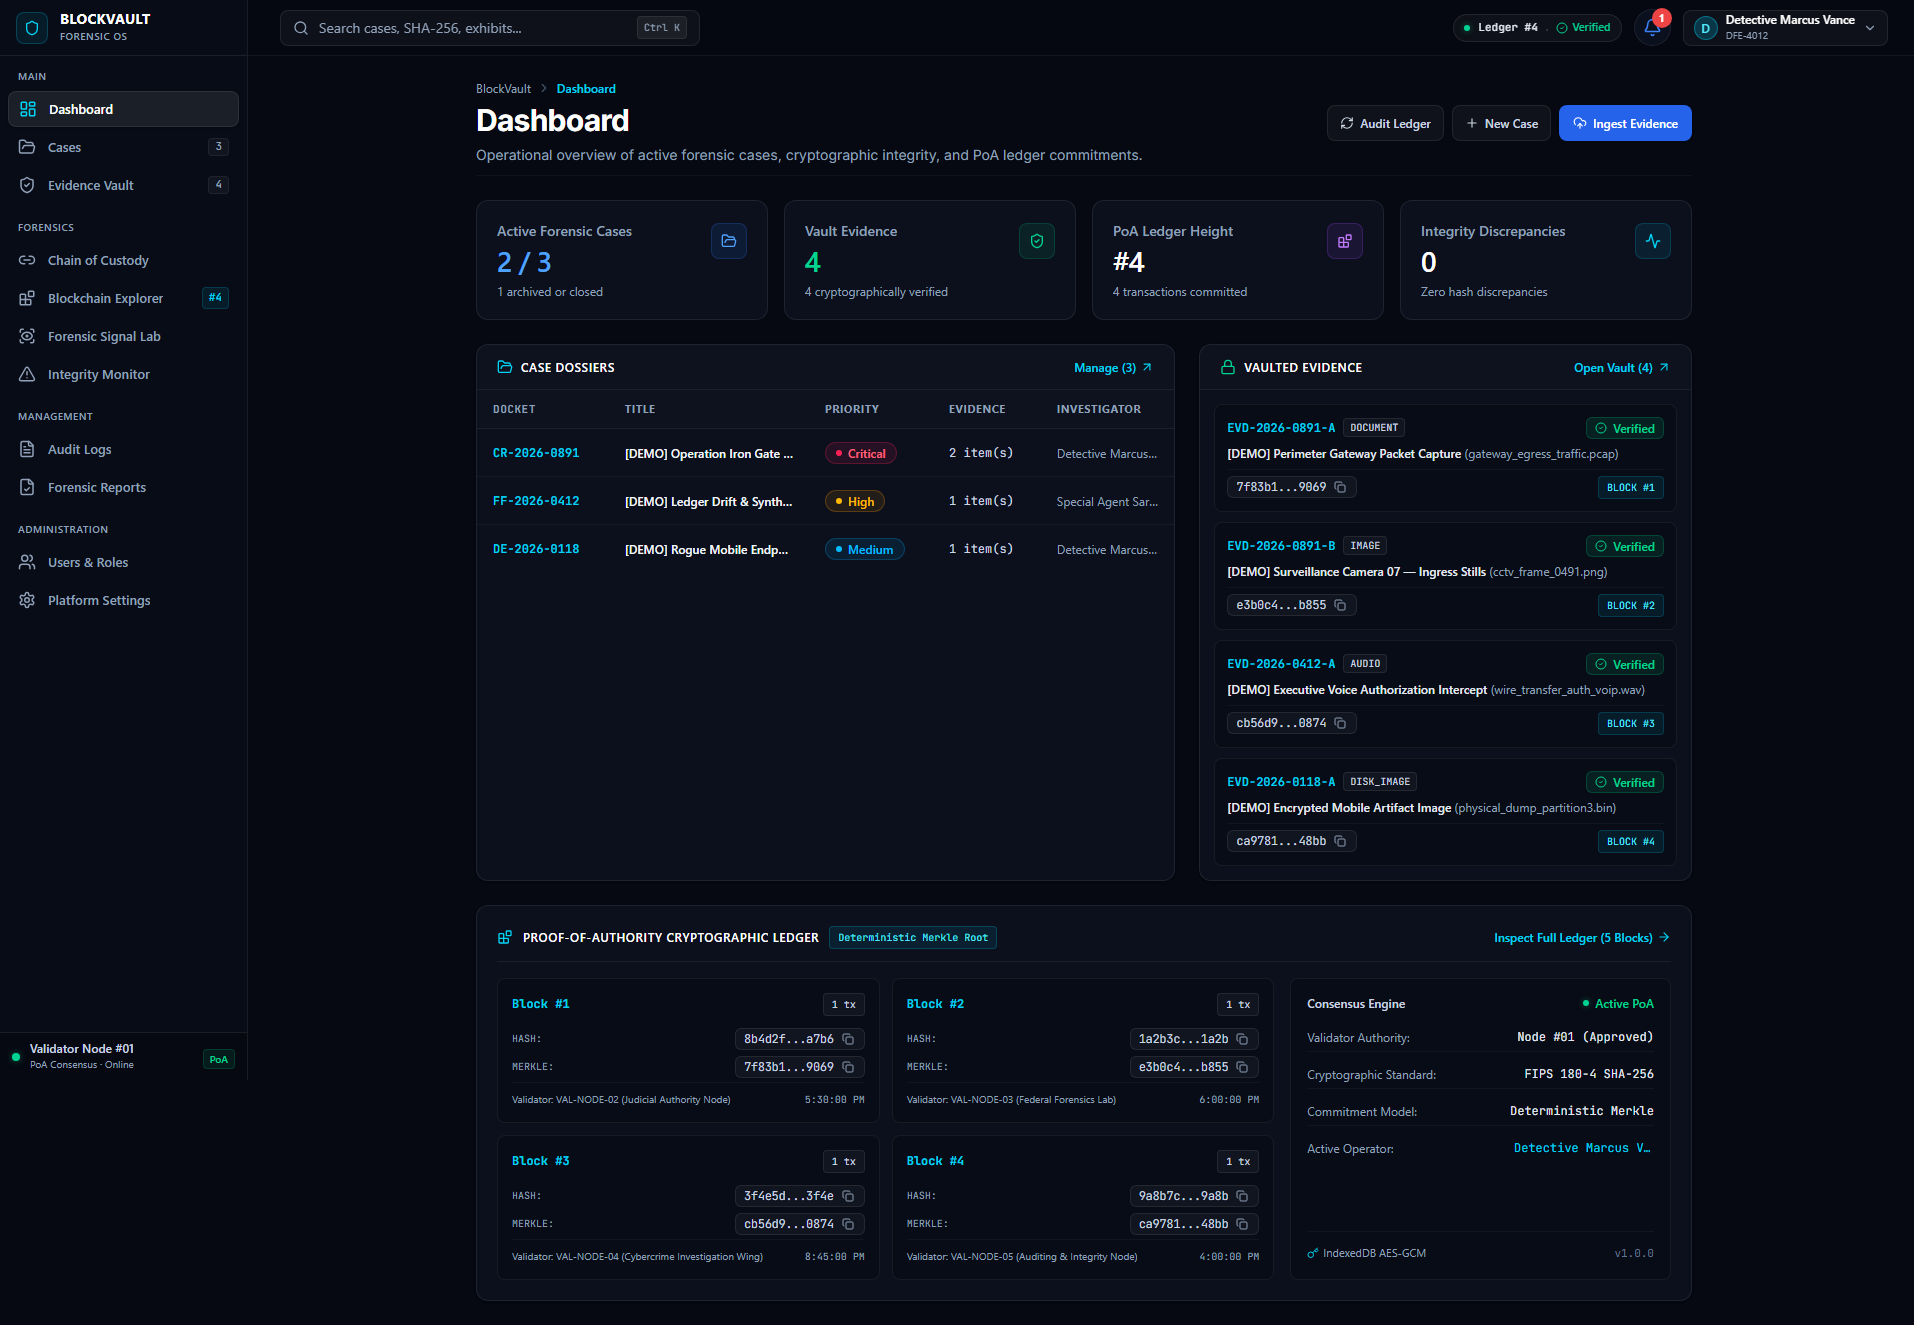 BLOCKVAULT
FORENSIC OS
Search cases, SHA-256, exhibits...
Ctrl K
Ledger #4 · Verified
1
D
Detective Marcus Vance
DFE-4012
MAIN
Dashboard
Cases 3
Evidence Vault 4
FORENSICS
Chain of Custody
Blockchain Explorer #4
Forensic Signal Lab
Integrity Monitor
MANAGEMENT
Audit Logs
Forensic Reports
ADMINISTRATION
Users & Roles
Platform Settings
Validator Node #01
PoA Consensus · Online
PoA
BlockVault > Dashboard
Dashboard
Operational overview of active forensic cases, cryptographic integrity, and PoA ledger commitments.
Audit Ledger
New Case
Ingest Evidence
Active Forensic Cases
2 / 3
1 archived or closed
Vault Evidence
4
4 cryptographically verified
PoA Ledger Height
#4
4 transactions committed
Integrity Discrepancies
0
Zero hash discrepancies
CASE DOSSIERS
Manage (3)
DOCKET TITLE PRIORITY EVIDENCE INVESTIGATOR
CR-2026-0891 [DEMO] Operation Iron Gate ... Critical 2 item(s) Detective Marcus...
FF-2026-0412 [DEMO] Ledger Drift & Synth... High 1 item(s) Special Agent Sar...
DE-2026-0118 [DEMO] Rogue Mobile Endp... Medium 1 item(s) Detective Marcus...
VAULTED EVIDENCE
Open Vault (4)
EVD-2026-0891-A DOCUMENT Verified
[DEMO] Perimeter Gateway Packet Capture (gateway_egress_traffic.pcap)
7f83b1...9069 BLOCK #1
EVD-2026-0891-B IMAGE Verified
[DEMO] Surveillance Camera 07 — Ingress Stills (cctv_frame_0491.png)
e3b0c4...b855 BLOCK #2
EVD-2026-0412-A AUDIO Verified
[DEMO] Executive Voice Authorization Intercept (wire_transfer_auth_voip.wav)
cb56d9...0874 BLOCK #3
EVD-2026-0118-A DISK_IMAGE Verified
[DEMO] Encrypted Mobile Artifact Image (physical_dump_partition3.bin)
ca9781...48bb BLOCK #4
PROOF-OF-AUTHORITY CRYPTOGRAPHIC LEDGER
Deterministic Merkle Root
Inspect Full Ledger (5 Blocks)
Block #1 1 tx
HASH: 8b4d2f...a7b6
MERKLE: 7f83b1...9069
Validator: VAL-NODE-02 (Judicial Authority Node) 5:30:00 PM
Block #2 1 tx
HASH: 1a2b3c...1a2b
MERKLE: e3b0c4...b855
Validator: VAL-NODE-03 (Federal Forensics Lab) 6:00:00 PM
Block #3 1 tx
HASH: 3f4e5d...3f4e
MERKLE: cb56d9...0874
Validator: VAL-NODE-04 (Cybercrime Investigation Wing) 8:45:00 PM
Block #4 1 tx
HASH: 9a8b7c...9a8b
MERKLE: ca9781...48bb
Validator: VAL-NODE-05 (Auditing & Integrity Node) 4:00:00 PM
Consensus Engine Active PoA
Validator Authority: Node #01 (Approved)
Cryptographic Standard: FIPS 180-4 SHA-256
Commitment Model: Deterministic Merkle
Active Operator: Detective Marcus V…
IndexedDB AES-GCM v1.0.0